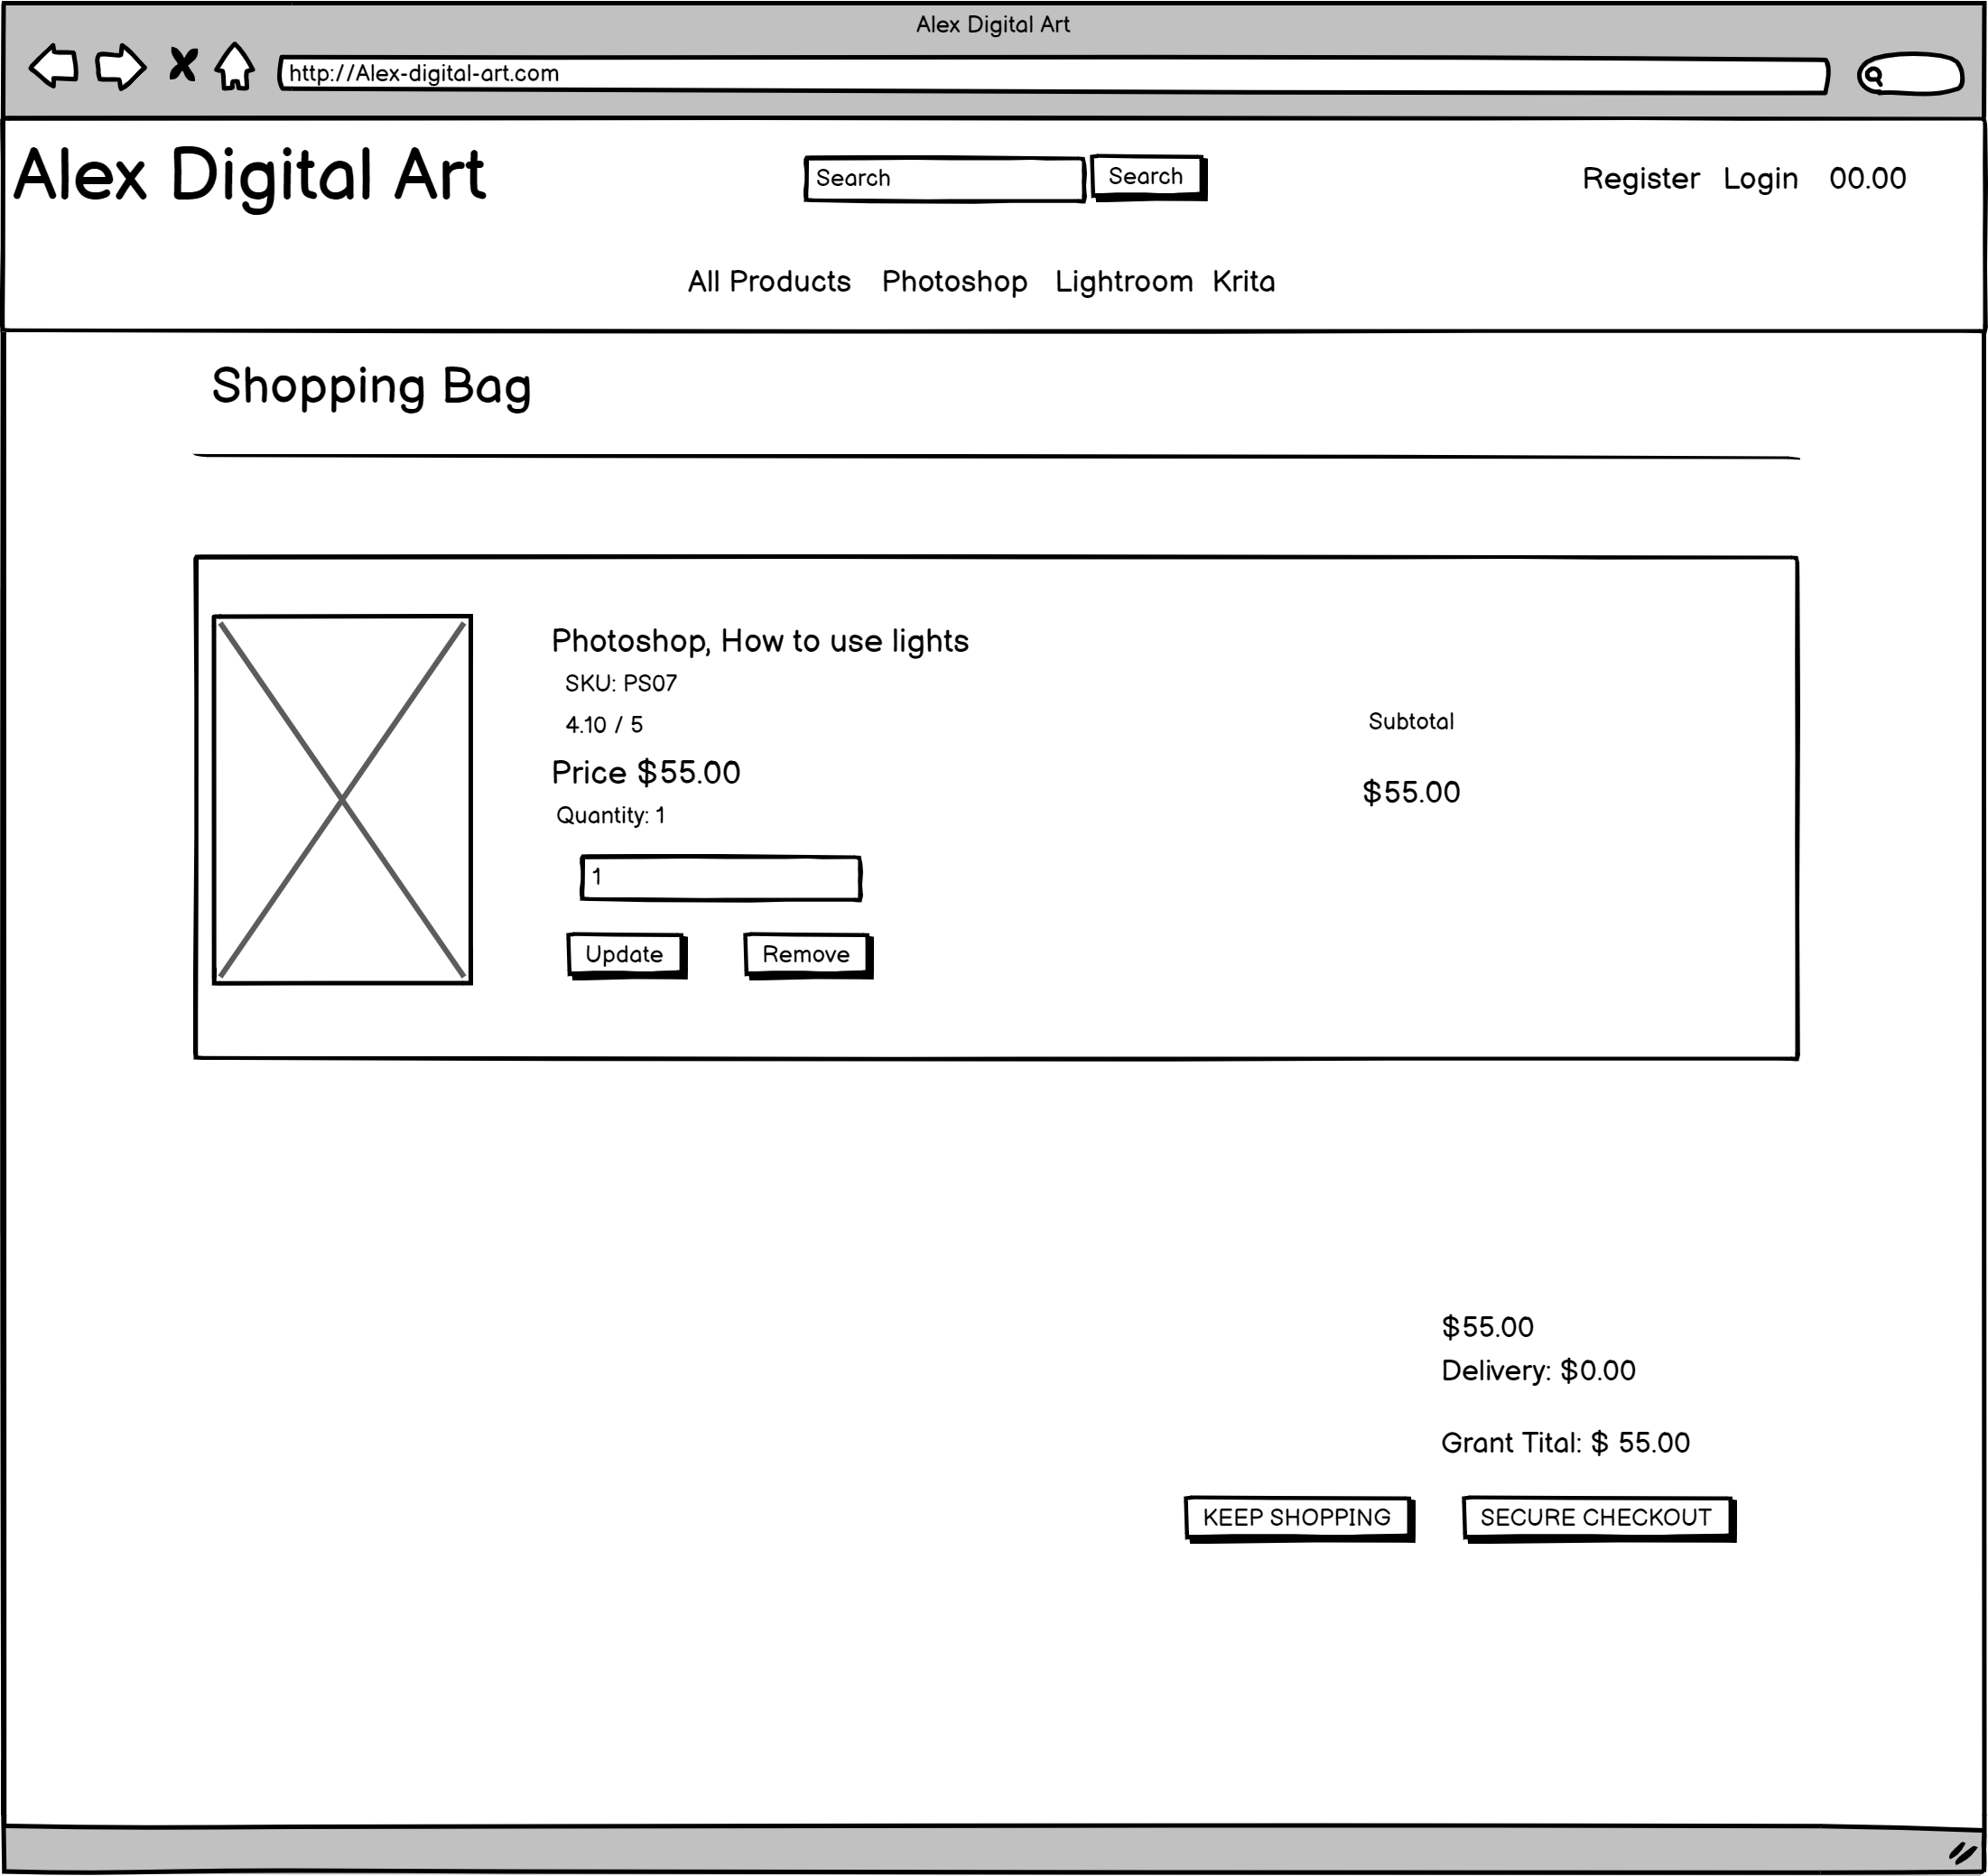 Alex Digital Art
http://Alex-digital-art.com
Alex Digital Art
Search
Search
Register Login 00.00
All Products Photoshop Lightroom Krita
Shopping Bag
Photoshop, How to use lights
SKU: PS07
4.10 / 5
Price $55.00
Quantity: 1
1
Update Remove
Subtotal
$55.00
$55.00
Delivery: $0.00
Grant Tital: $ 55.00
KEEP SHOPPING SECURE CHECKOUT